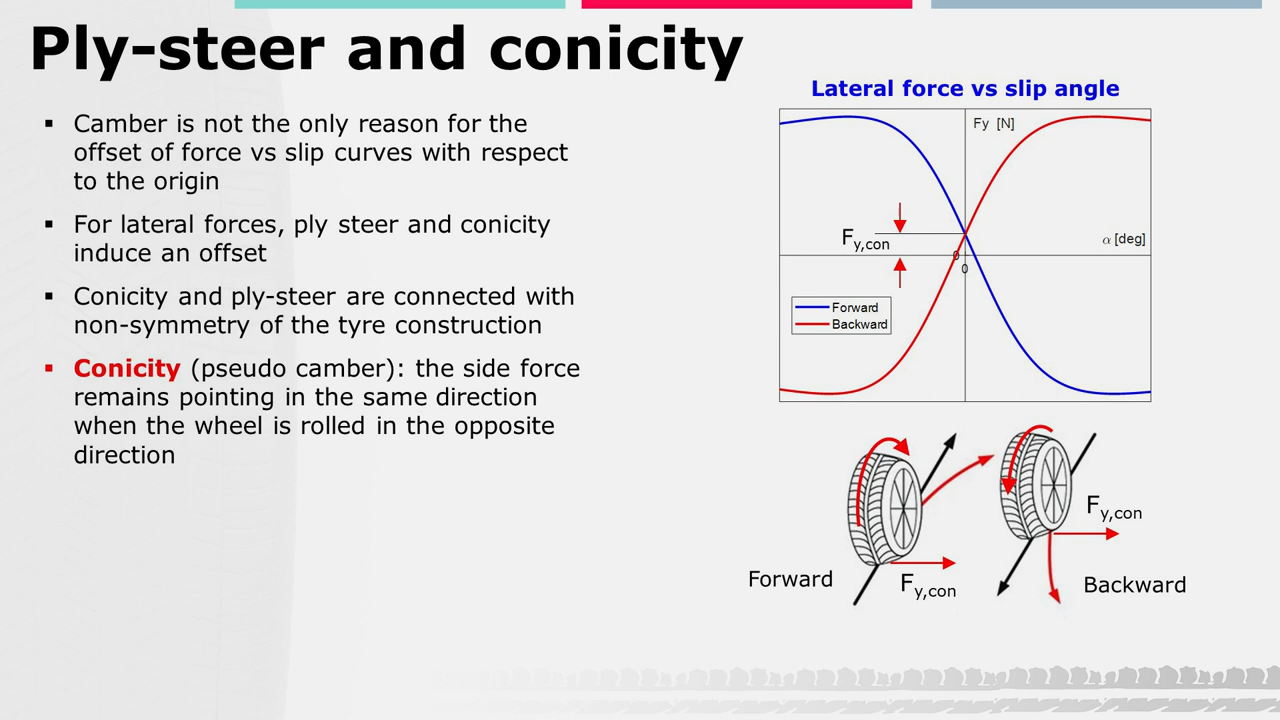 Ply-steer and conicity
▪ Camber is not the only reason for the
offset of force vs slip curves with respect
to the origin
▪ For lateral forces, ply steer and conicity
induce an offset
▪ Conicity and ply-steer are connected with
non-symmetry of the tyre construction
▪ Conicity (pseudo camber): the side force
remains pointing in the same direction
when the wheel is rolled in the opposite
direction
Lateral force vs slip angle
Fy [N]
Fy,con
α [deg]
0
0
Forward
Backward
Fy,con
Forward
Fy,con
Backward